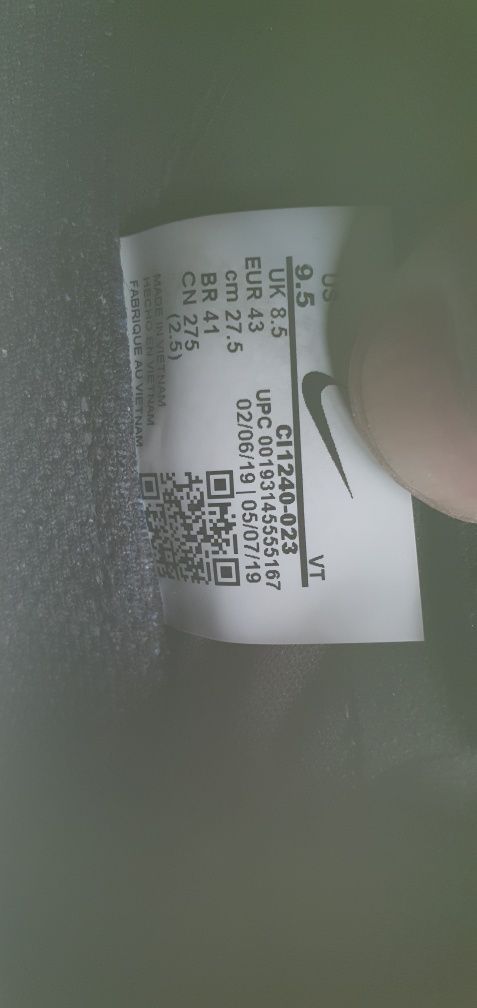 US
9.5
VT
UK 8.5
EUR 43
cm 27.5
BR 41
CN 275
(2.5)
CI1240-023
UPC 00193145555167
02/06/19 | 05/07/19
MADE IN VIETNAM
HECHO EN VIETNAM
FABRIQUE AU VIETNAM